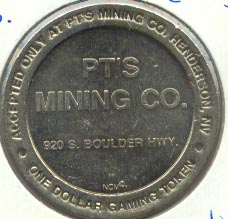 ACCEPTED ONLY AT PT'S MINING CO. HENDERSON, NV
PT'S
MINING CO.
920 S. BOULDER HWY.
ONE DOLLAR GAMING TOKEN